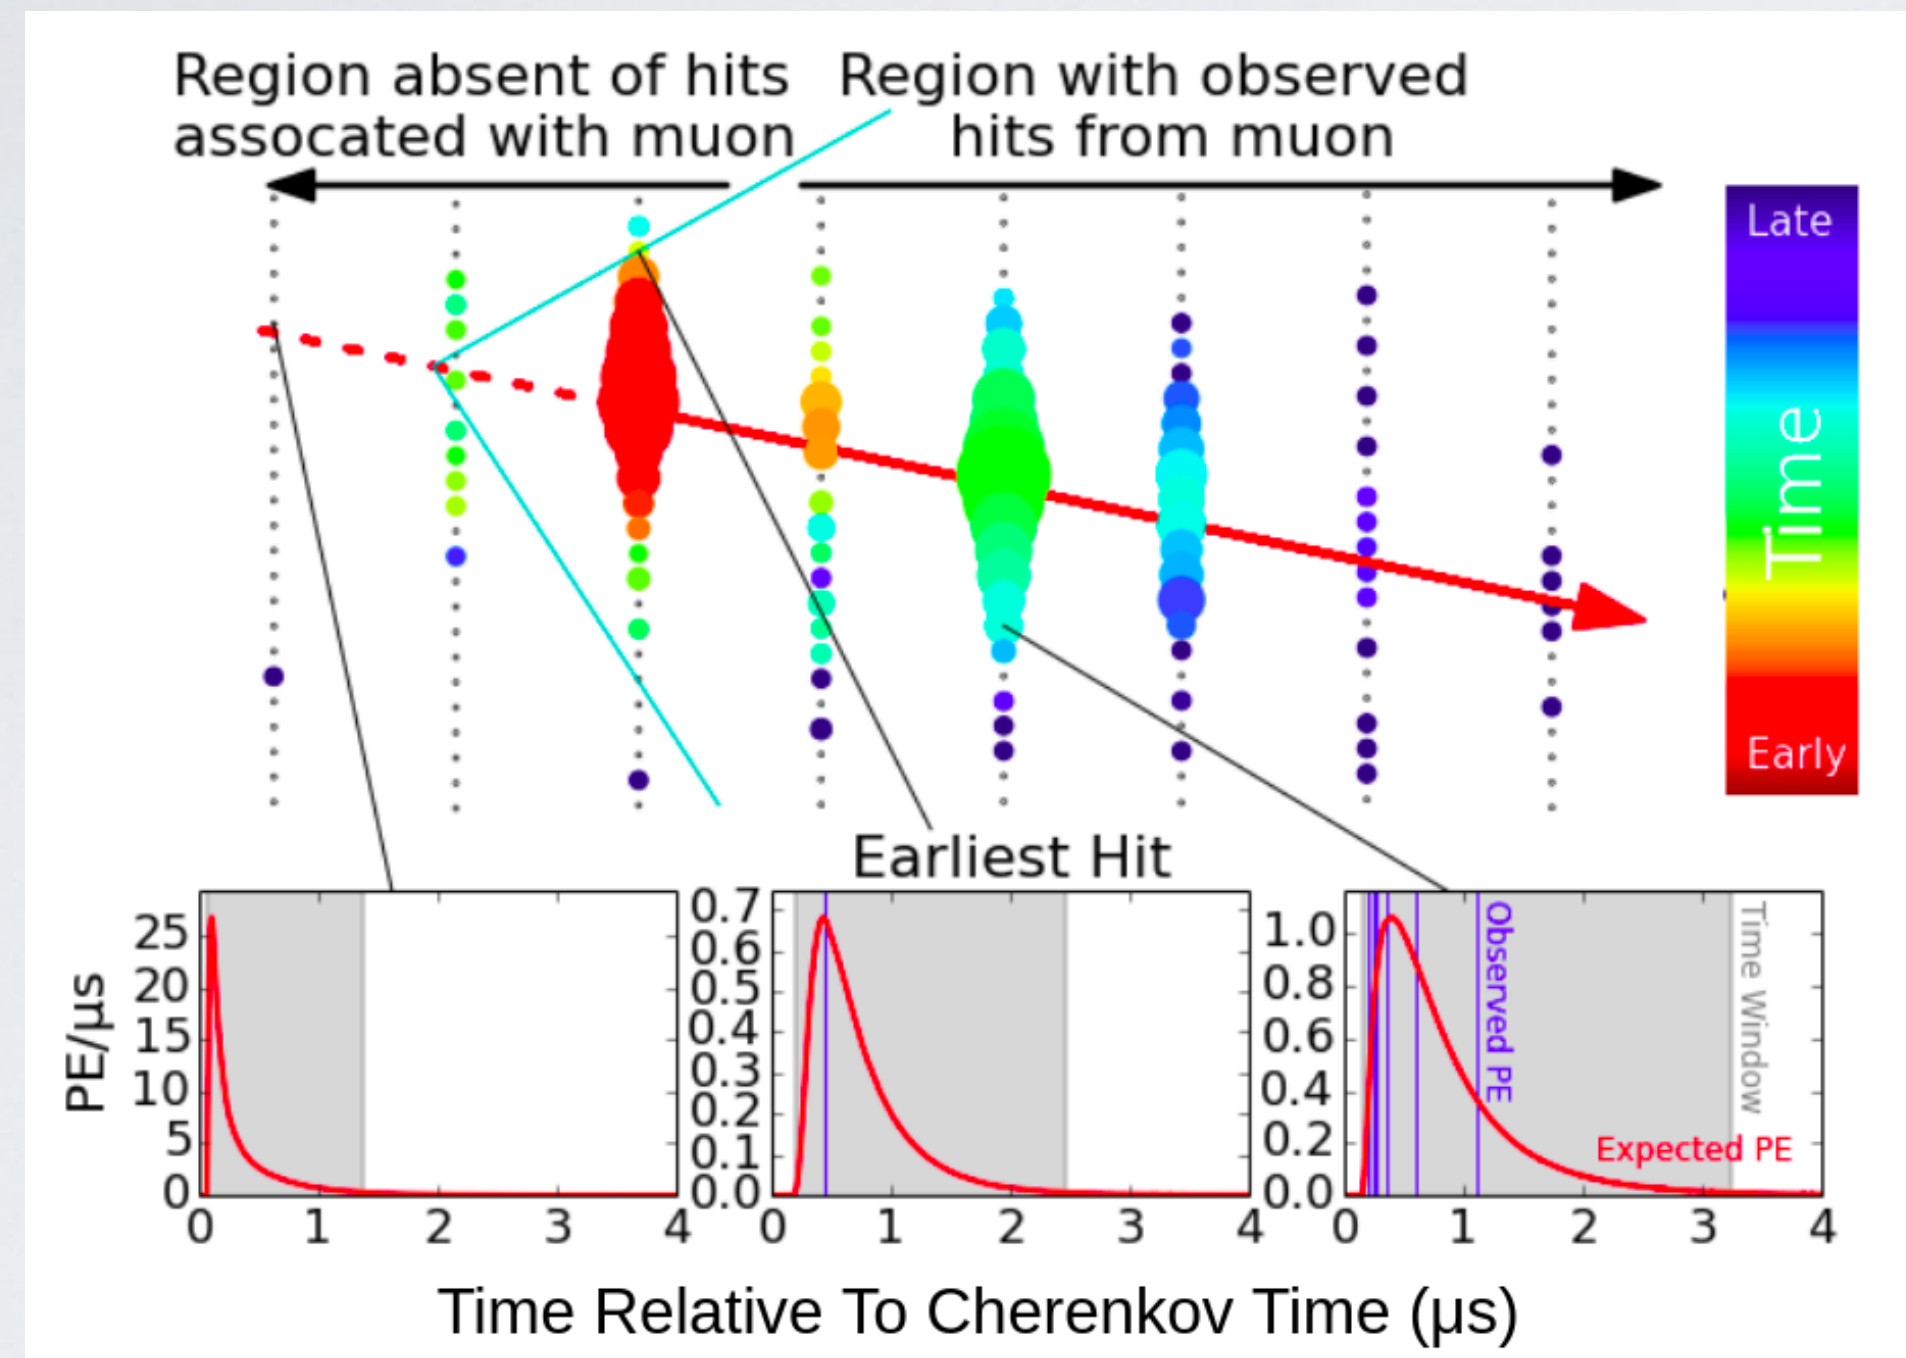 Region absent of hits
assocated with muon
Region with observed
hits from muon
Late
Time
Early
Earliest Hit
PE/μs
25
20
15
10
5
0
0 1 2 3 4
0.7
0.6
0.5
0.4
0.3
0.2
0.1
0.0
0 1 2 3 4
1.0
0.8
0.6
0.4
0.2
0.0
0 1 2 3 4
Observed PE
Time Window
Expected PE
Time Relative To Cherenkov Time (μs)